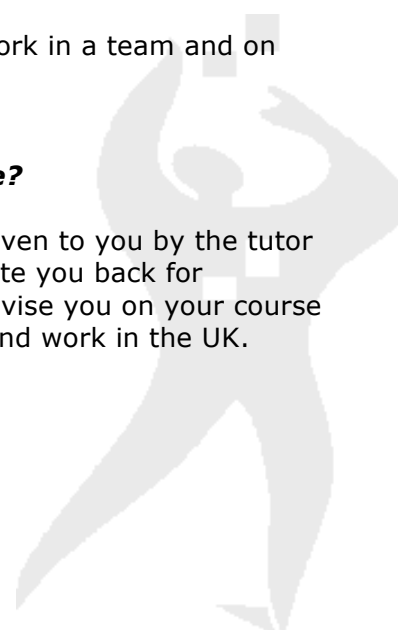 ork in a team and on
e?
ven to you by the tutor
te you back for
vise you on your course
nd work in the UK.